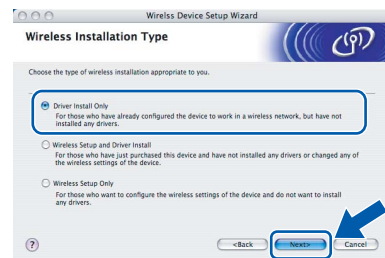 Wirelss Device Setup Wizard
Wireless Installation Type
Choose the type of wireless installation appropriate to you.
Driver Install Only
For those who have already configured the device to work in a wireless network, but have not
installed any drivers.
Wireless Setup and Driver Install
For those who have just purchased this device and have not installed any drivers or changed any of
the wireless settings of the device.
Wireless Setup Only
For those who want to configure the wireless settings of the device and do not want to install
any drivers.
?
<Back
Next>
Cancel